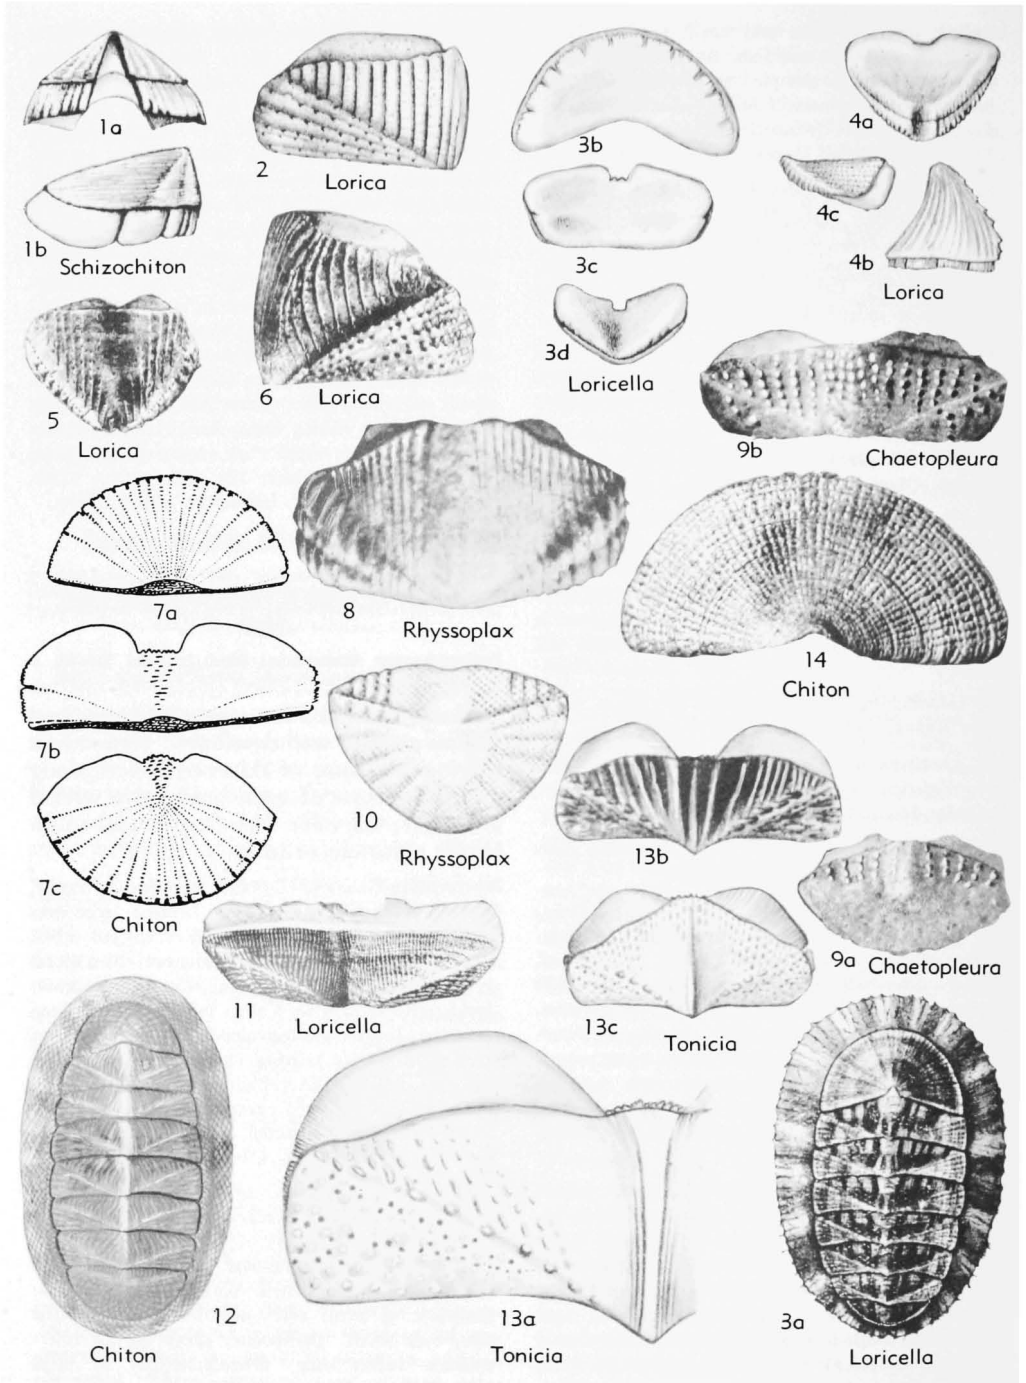 1a
1b
Schizochiton
2
Lorica
3b
3c
3d
Loricella
4a
4c
4b
Lorica
5
Lorica
6
Lorica
9b
Chaetopleura
7a
7b
7c
Chiton
8
Rhyssoplax
14
Chiton
10
Rhyssoplax
13b
13c
Tonicia
9a
Chaetopleura
11
Loricella
12
Chiton
13a
Tonicia
3a
Loricella